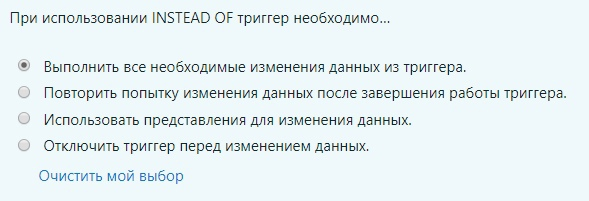 При использовании INSTEAD OF триггер необходимо...
Выполнить все необходимые изменения данных из триггера.
Повторить попытку изменения данных после завершения работы триггера.
Использовать представления для изменения данных.
Отключить триггер перед изменением данных.
Очистить мой выбор